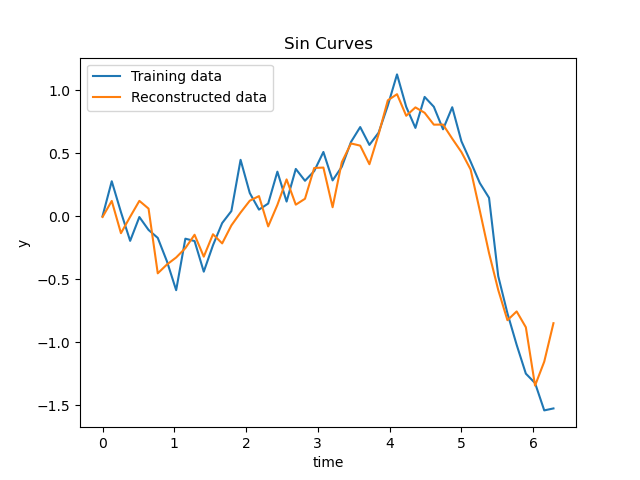 Sin Curves
Training data
Reconstructed data
1.0
0.5
0.0
−0.5
−1.0
−1.5
y
0 1 2 3 4 5 6
time